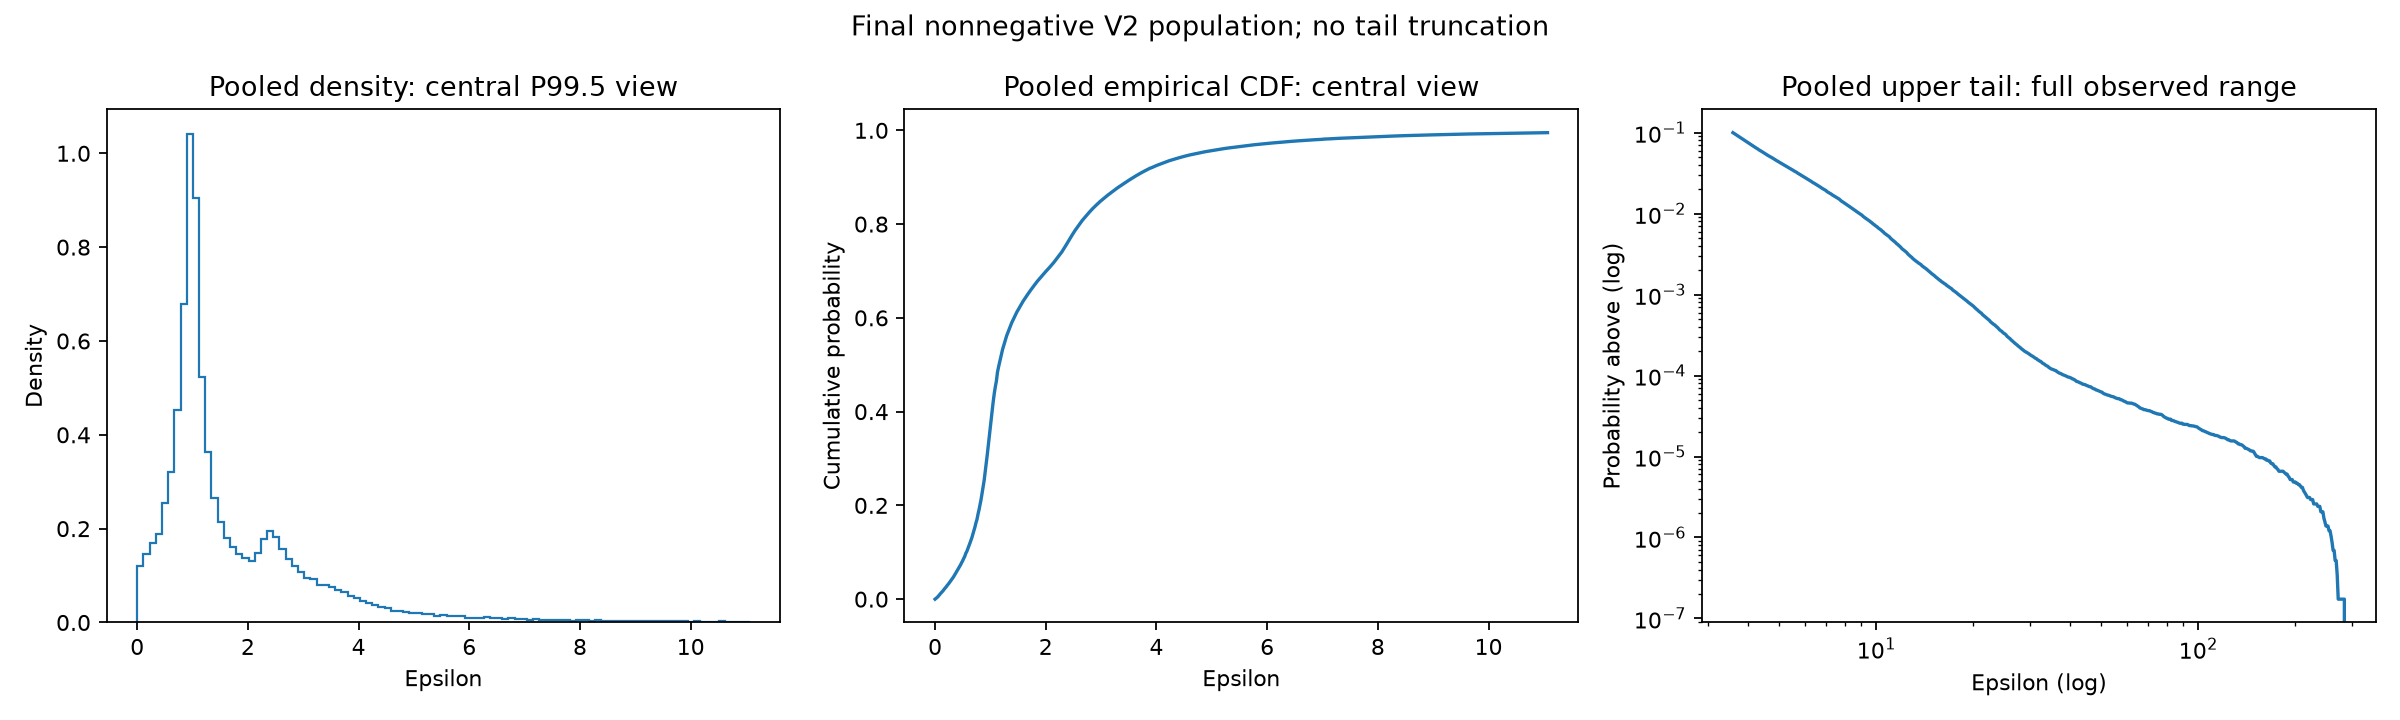 Final nonnegative V2 population; no tail truncation
Pooled density: central P99.5 view
Density
1.0
0.8
0.6
0.4
0.2
0.0
0 2 4 6 8 10
Epsilon
Pooled empirical CDF: central view
Cumulative probability
1.0
0.8
0.6
0.4
0.2
0.0
0 2 4 6 8 10
Epsilon
Pooled upper tail: full observed range
Probability above (log)
10⁻¹
10⁻²
10⁻³
10⁻⁴
10⁻⁵
10⁻⁶
10⁻⁷
10¹ 10²
Epsilon (log)